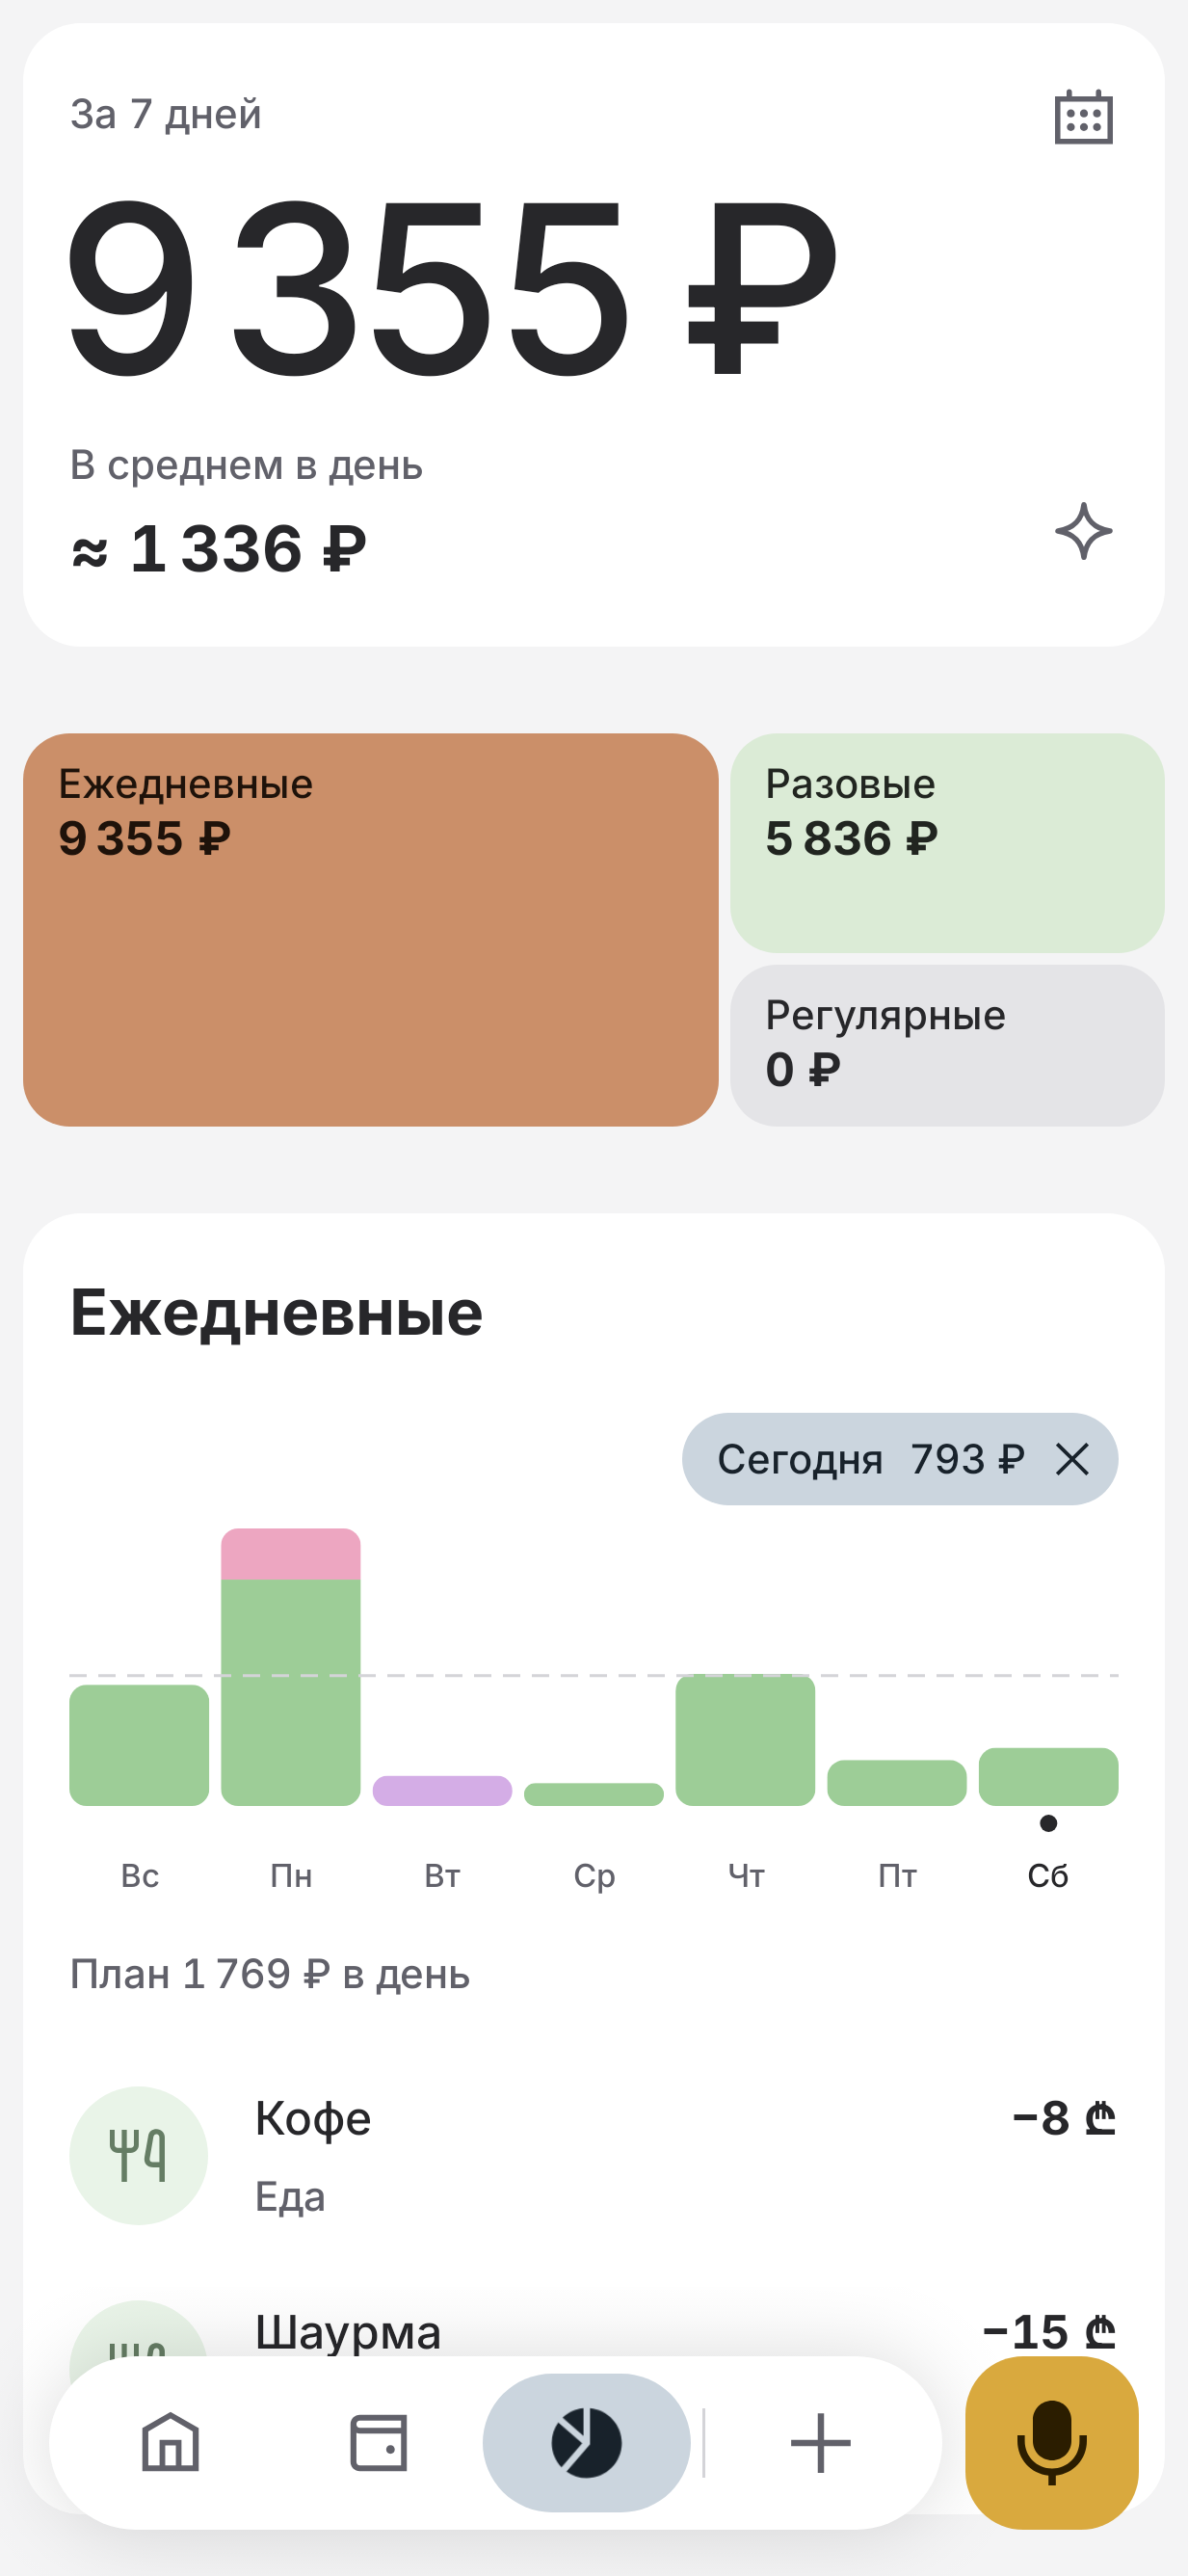 За 7 дней
9 355 ₽
В среднем в день
≈ 1 336 ₽
Ежедневные
9 355 ₽
Разовые
5 836 ₽
Регулярные
0 ₽
Ежедневные
Сегодня 793 ₽
Вс Пн Вт Ср Чт Пт Сб
План 1 769 ₽ в день
Кофе −8 ₾
Еда
Шаурма −15 ₾